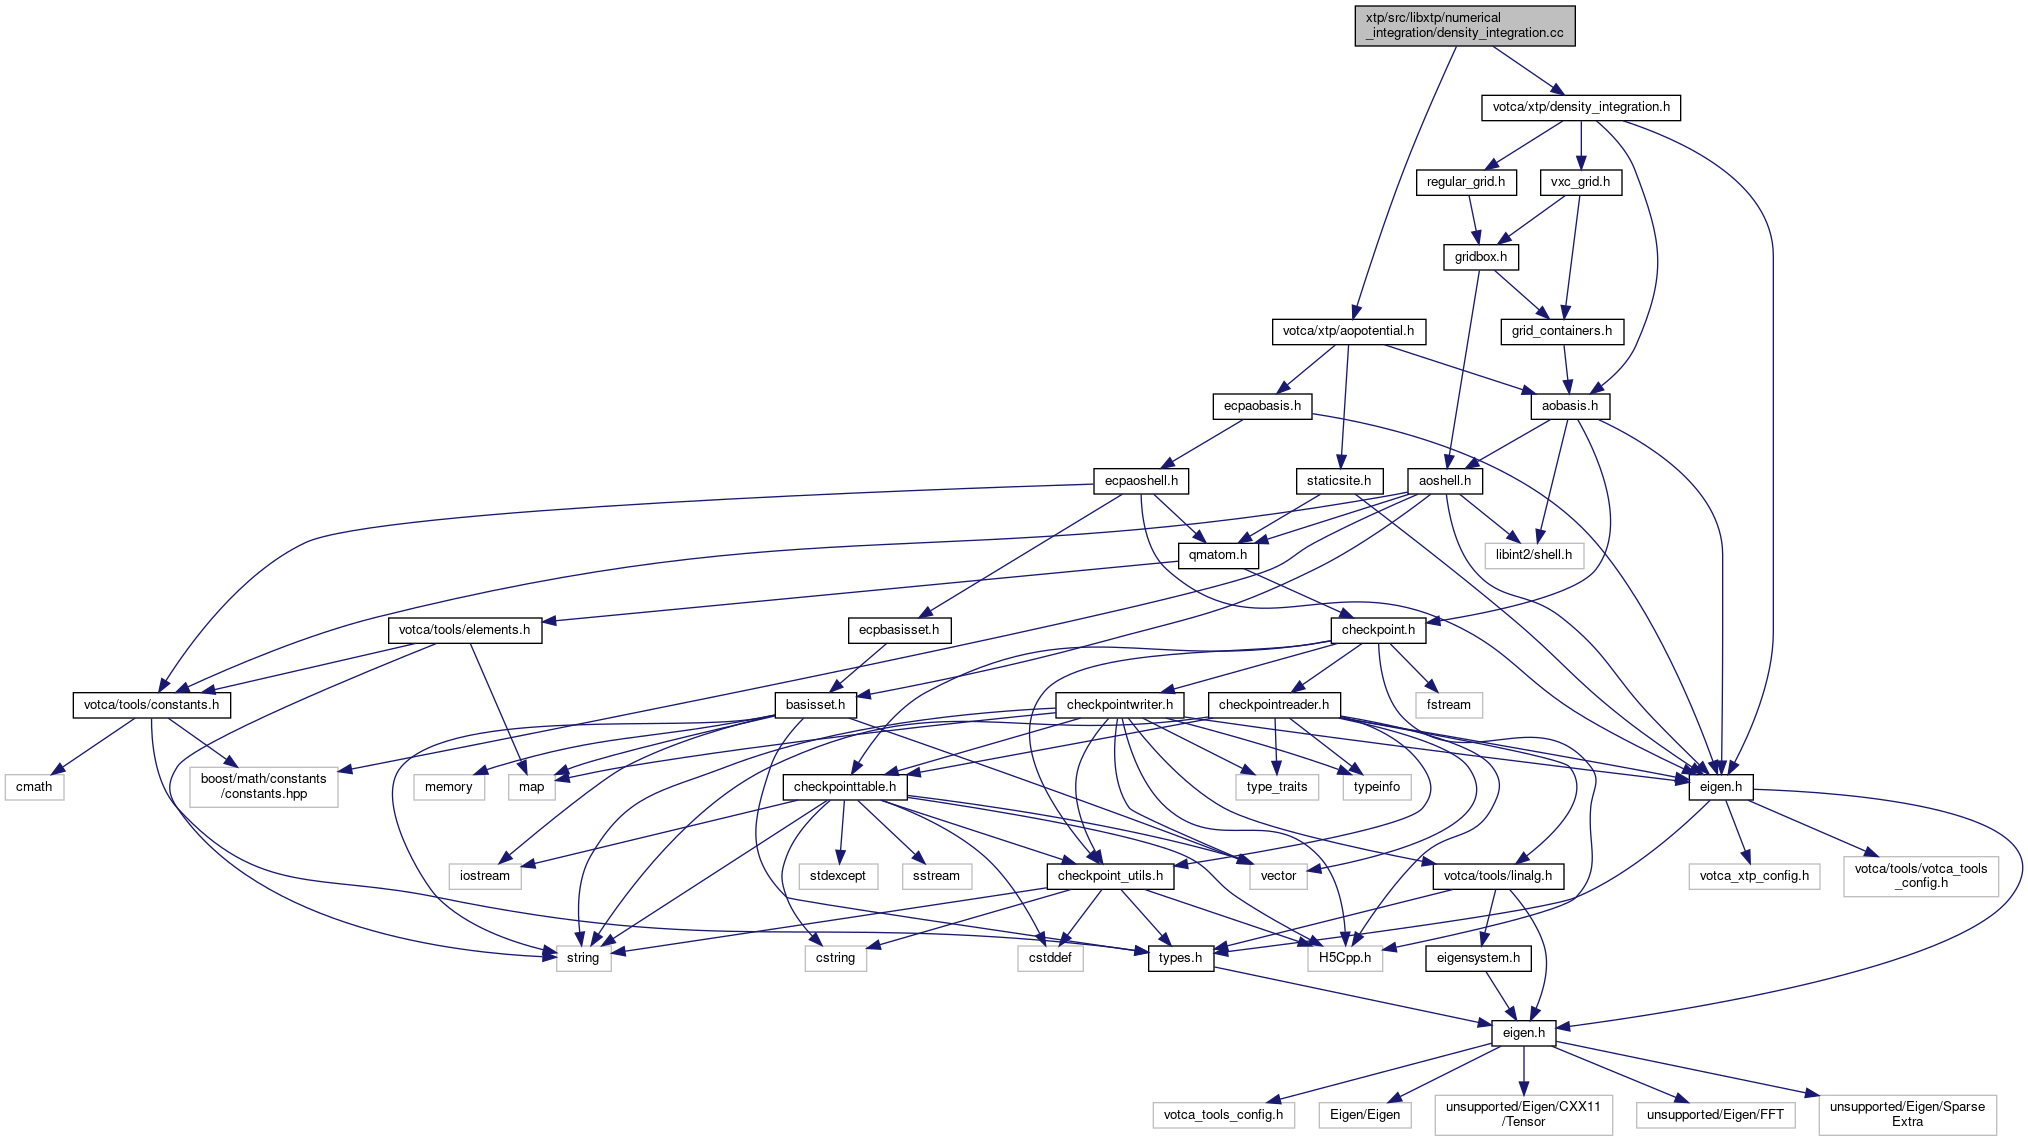 xtp/src/libxtp/numerical
_integration/density_integration.cc
votca/xtp/density_integration.h
regular_grid.h
vxc_grid.h
gridbox.h
votca/xtp/aopotential.h
grid_containers.h
ecpaobasis.h
aobasis.h
ecpaoshell.h
staticsite.h
aoshell.h
qmatom.h
libint2/shell.h
votca/tools/elements.h
ecpbasisset.h
checkpoint.h
votca/tools/constants.h
basisset.h
checkpointwriter.h
checkpointreader.h
fstream
cmath
boost/math/constants
/constants.hpp
memory
map
checkpointtable.h
type_traits
typeinfo
eigen.h
iostream
stdexcept
sstream
checkpoint_utils.h
vector
votca/tools/linalg.h
votca_xtp_config.h
votca/tools/votca_tools
_config.h
string
cstring
cstddef
types.h
H5Cpp.h
eigensystem.h
eigen.h
votca_tools_config.h
Eigen/Eigen
unsupported/Eigen/CXX11
/Tensor
unsupported/Eigen/FFT
unsupported/Eigen/Sparse
Extra